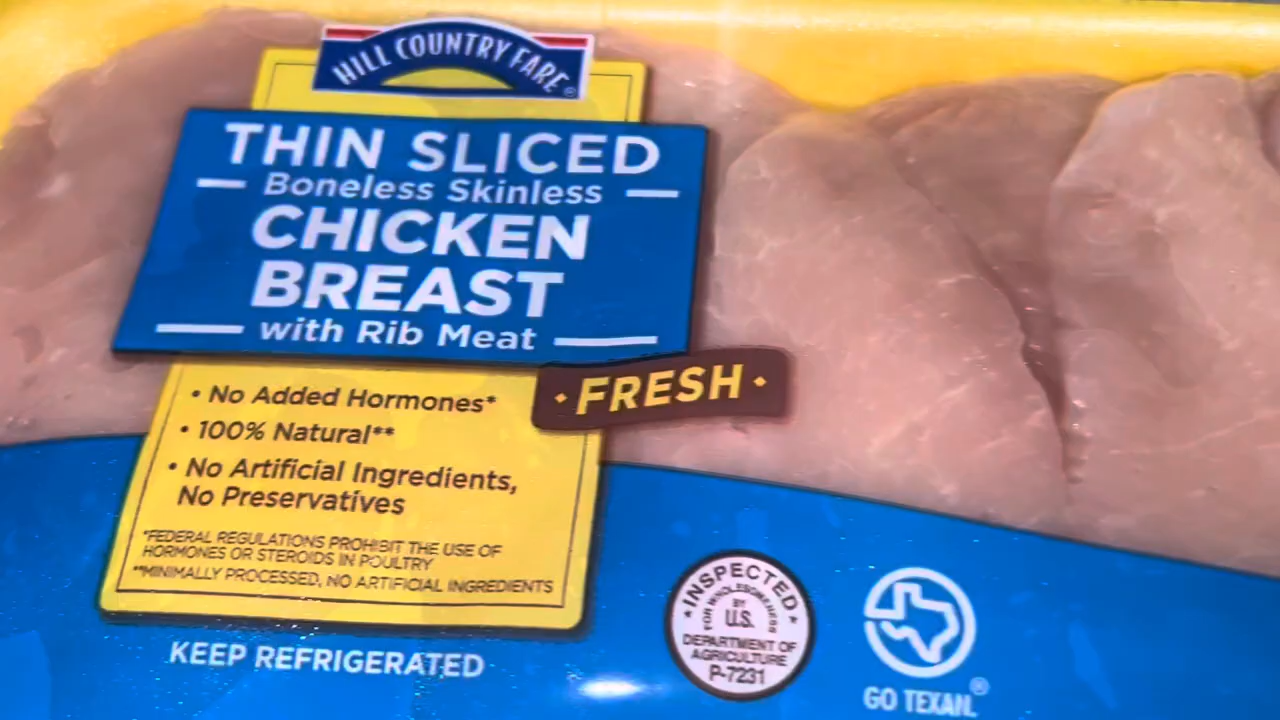 HILL COUNTRY FARE®
THIN SLICED
Boneless Skinless
CHICKEN
BREAST
with Rib Meat
• FRESH •
• No Added Hormones*
• 100% Natural**
• No Artificial Ingredients,
No Preservatives
*FEDERAL REGULATIONS PROHIBIT THE USE OF
HORMONES OR STEROIDS IN POULTRY
**MINIMALLY PROCESSED, NO ARTIFICIAL INGREDIENTS
KEEP REFRIGERATED
INSPECTED
FOR WHOLESOMENESS
BY
U.S.
DEPARTMENT OF
AGRICULTURE
P-7231
GO TEXAN.®